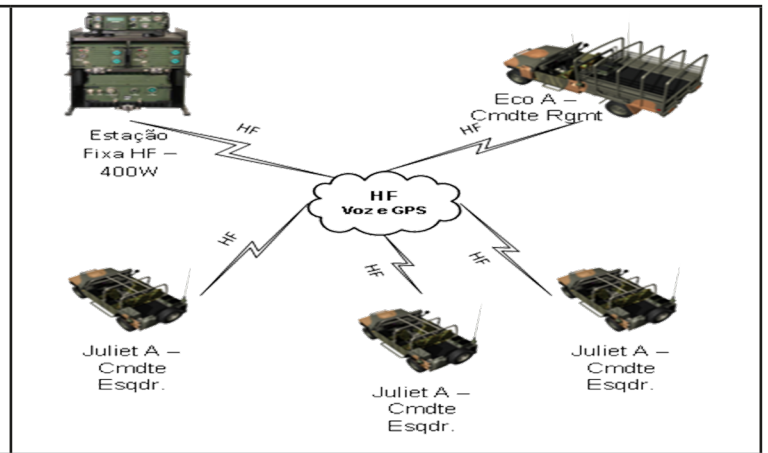 Estação
Fixa HF –
400W
HF
HF
Eco A –
Cmdte Rgmt
HF
Voz e GPS
HF
HF
HF
Juliet A –
Cmdte
Esqdr.
Juliet A –
Cmdte
Esqdr.
Juliet A –
Cmdte
Esqdr.